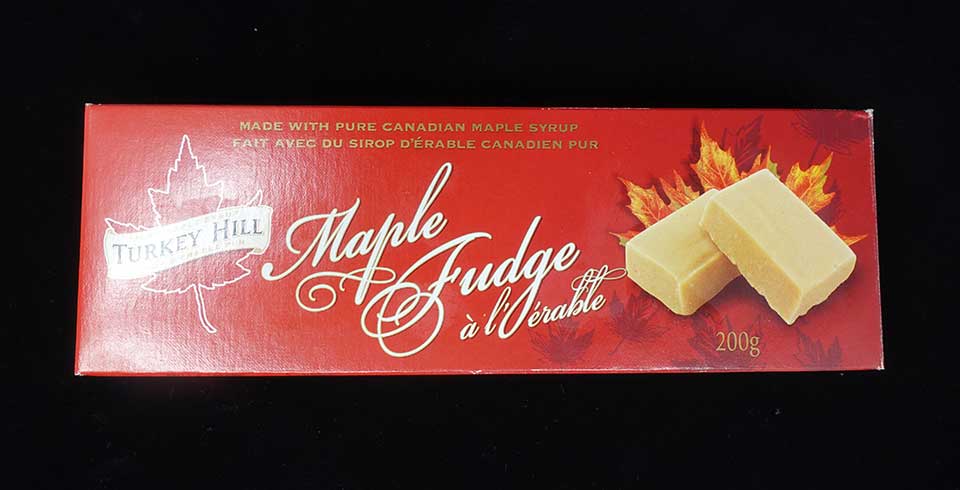 MADE WITH PURE CANADIAN MAPLE SYRUP
FAIT AVEC DU SIROP D'ÉRABLE CANADIEN PUR
TURKEY HILL
Maple
Fudge
à l'érable
200g